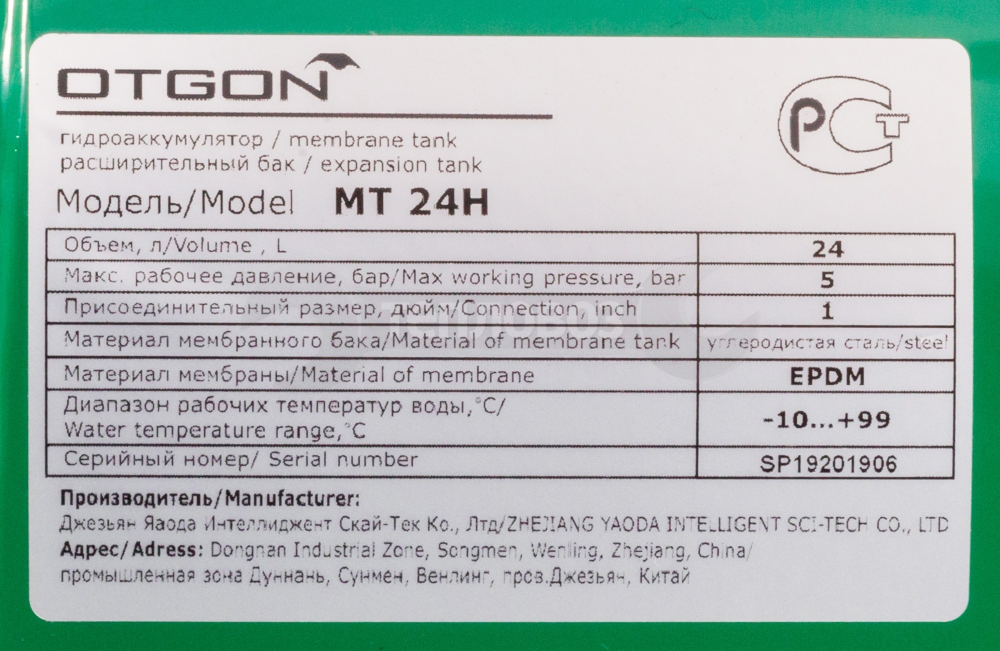 OTGON
гидроаккумулятор / membrane tank
расширительный бак / expansion tank
Модель/Model MT 24H
Объем, л/Volume , L 24
Макс. рабочее давление, бар/Max working pressure, bar 5
Присоединительный размер, дюйм/Connection, inch 1
Материал мембранного бака/Material of membrane tank углеродистая сталь/steel
Материал мембраны/Material of membrane EPDM
Диапазон рабочих температур воды,°C/
Water temperature range,°C -10...+99
Серийный номер/ Serial number SP19201906
Производитель/Manufacturer:
Джезьян Яаода Интеллиджент Скай-Тек Ко., Лтд/ZHEJIANG YAODA INTELLIGENT SCI-TECH CO., LTD
Адрес/Adress: Dongnan Industrial Zone, Songmen, Wenling, Zhejiang, China/
промышленная зона Дуннань, Сунмен, Венлинг, пров.Джезьян, Китай